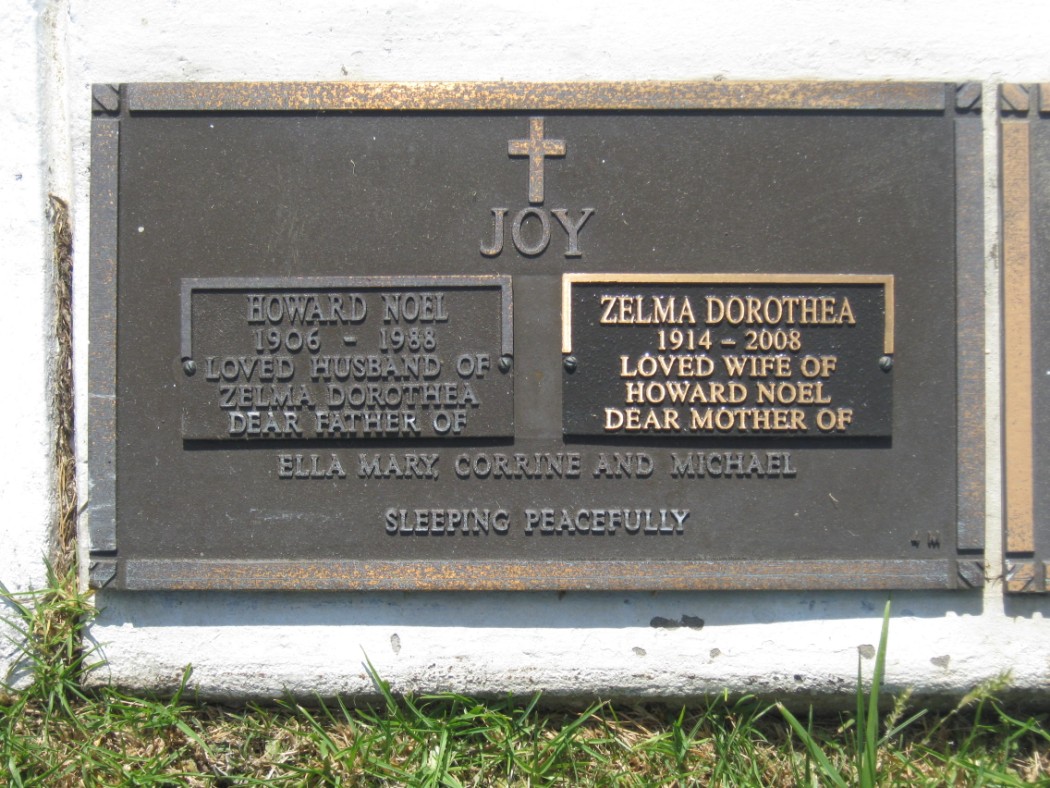 JOY
HOWARD NOEL
1906 - 1988
LOVED HUSBAND OF
ZELMA DOROTHEA
DEAR FATHER OF
ZELMA DOROTHEA
1914 - 2008
LOVED WIFE OF
HOWARD NOEL
DEAR MOTHER OF
ELLA MARY, CORRINE AND MICHAEL
SLEEPING PEACEFULLY